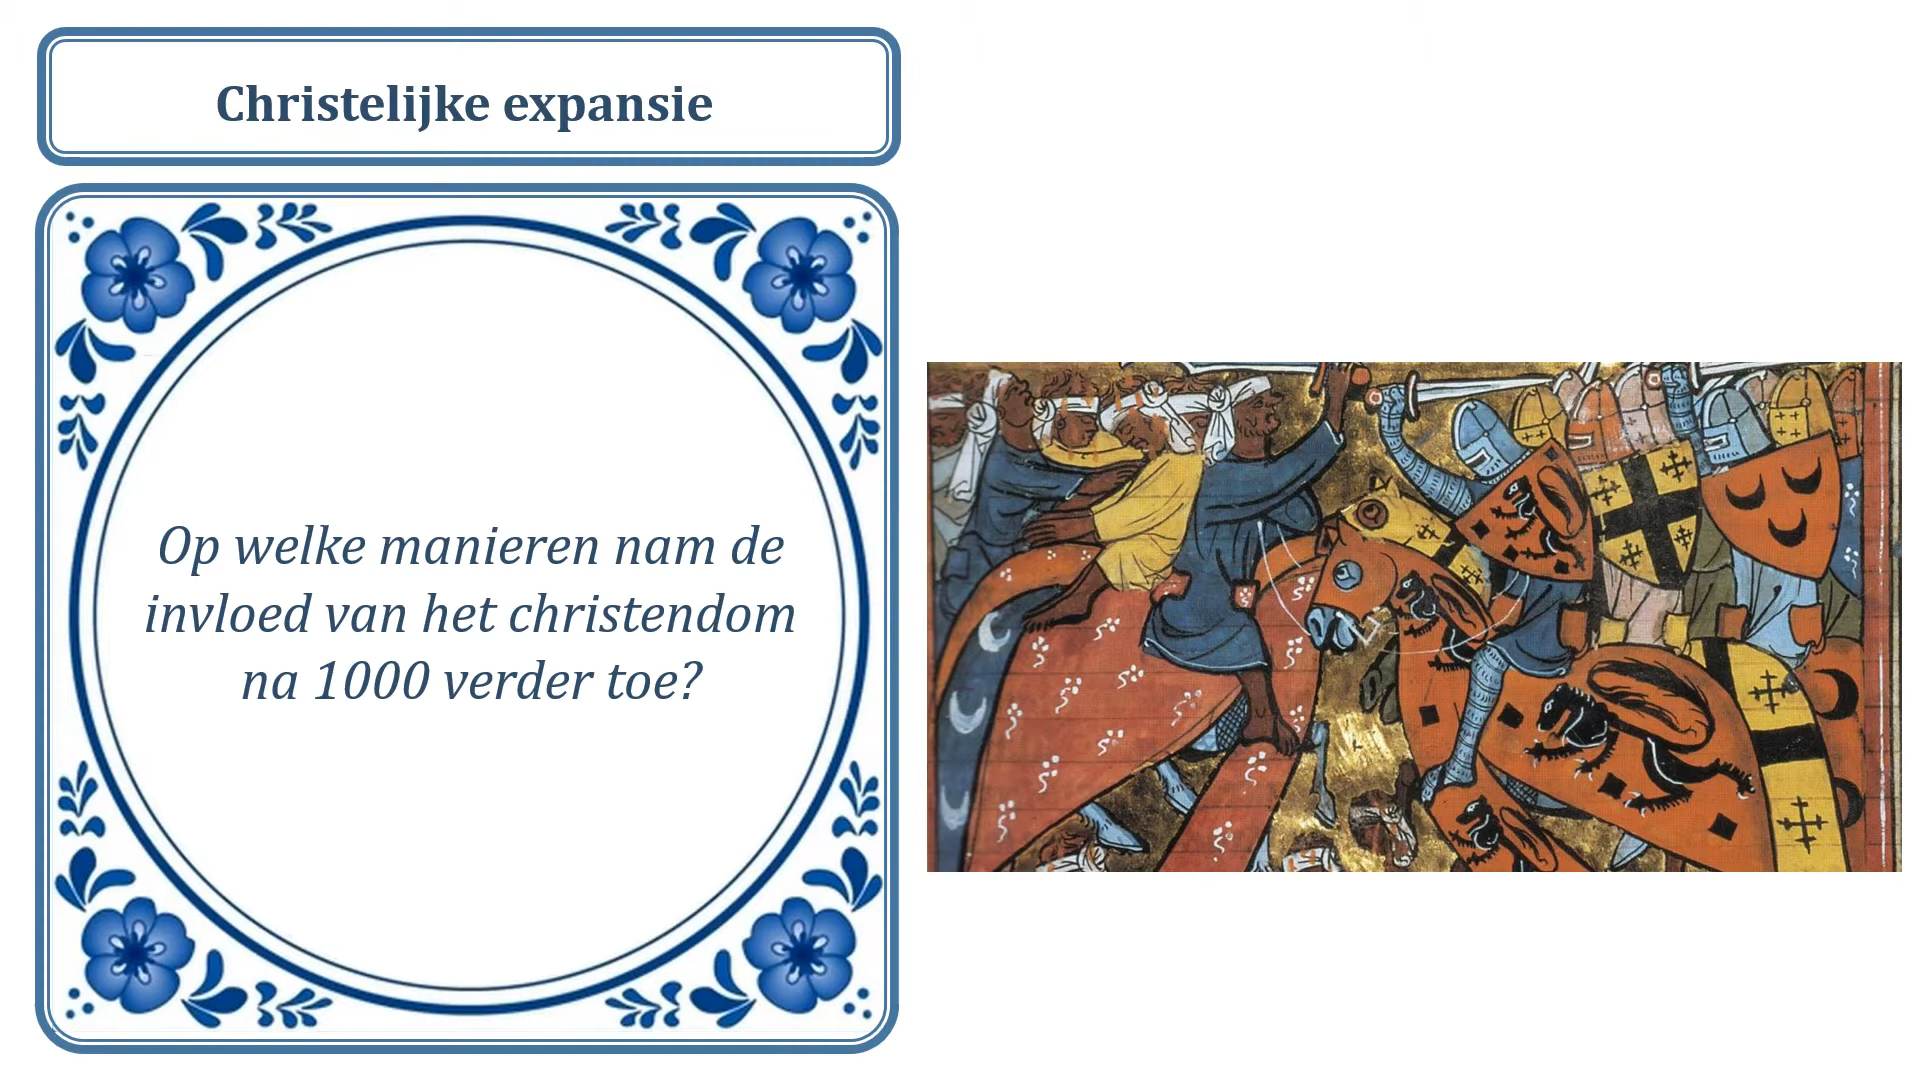 Christelijke expansie
Op welke manieren nam de
invloed van het christendom
na 1000 verder toe?